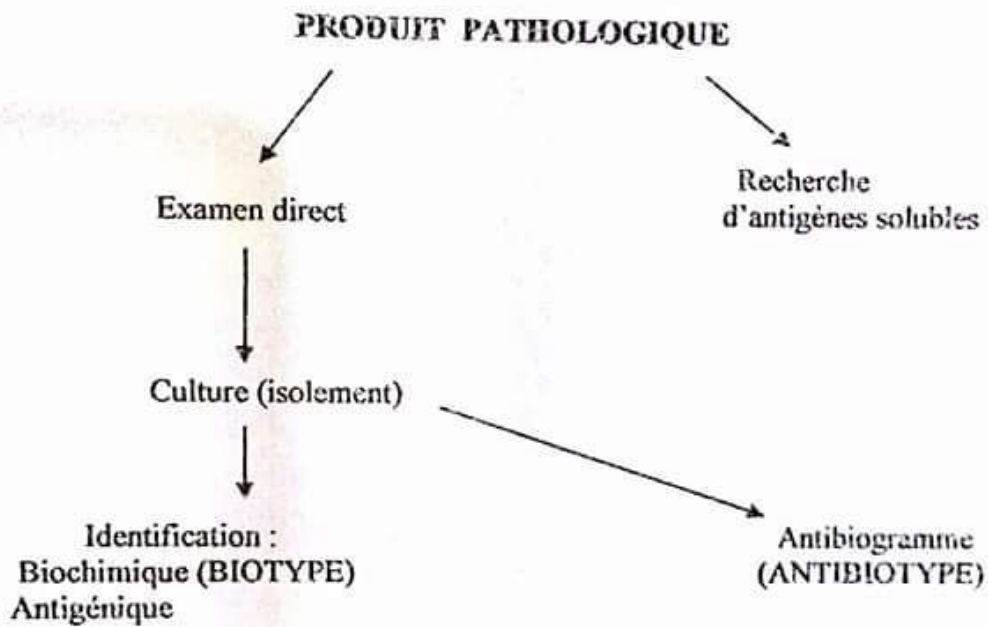 PRODUIT PATHOLOGIQUE
Examen direct
Recherche
d'antigènes solubles
Culture (isolement)
Identification :
Biochimique (BIOTYPE)
Antigénique
Antibiogramme
(ANTIBIOTYPE)